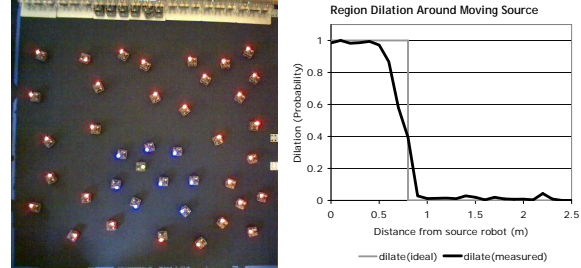 Region Dilation Around Moving Source
Dilation (Probability)
1
0.8
0.6
0.4
0.2
0
0 0.5 1 1.5 2 2.5
Distance from source robot (m)
dilate(ideal) dilate(measured)